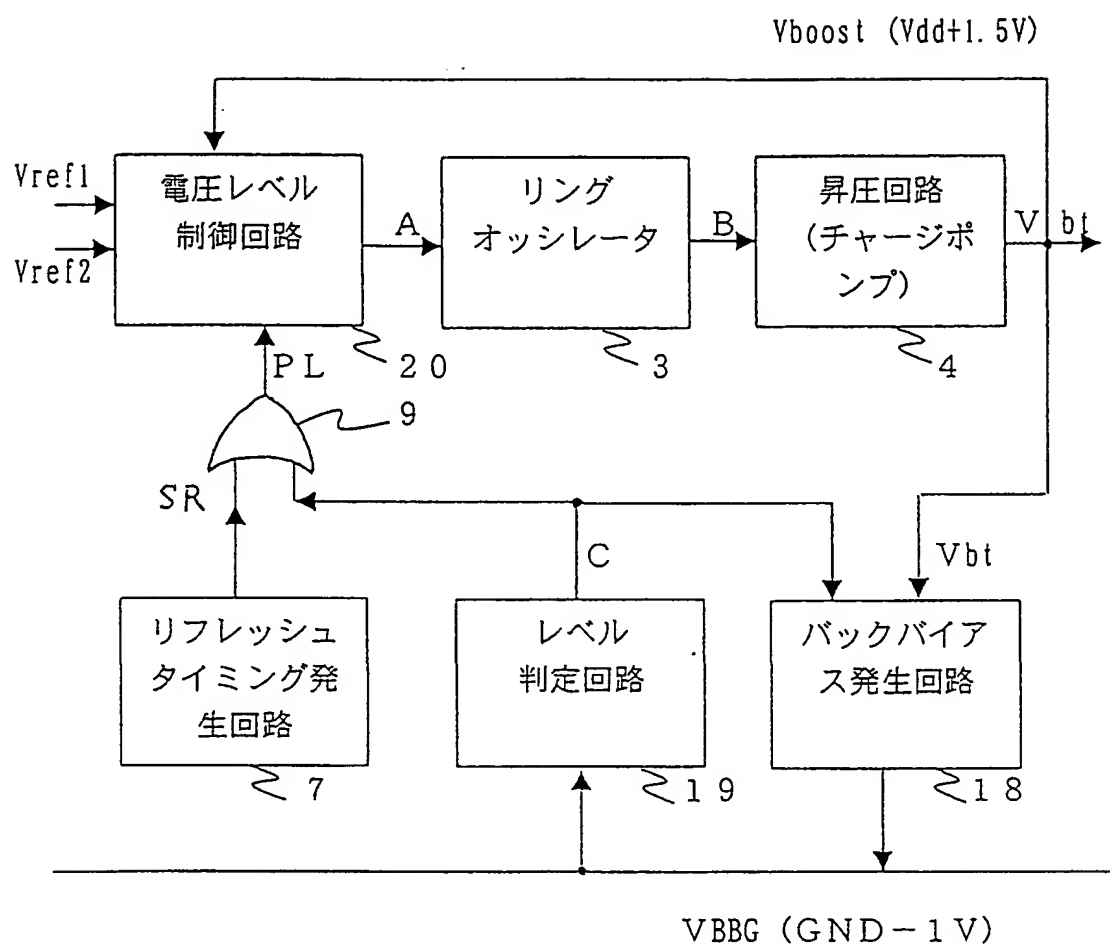 Vboost (Vdd+1.5V)
Vref1
Vref2
電圧レベル
制御回路
A
リング
オッシレータ
B
昇圧回路
(チャージポ
ンプ)
V bt
PL
20
3
4
9
SR
C
Vbt
リフレッシュ
タイミング発
生回路
レベル
判定回路
バックバイア
ス発生回路
7
19
18
VBBG (GND-1V)